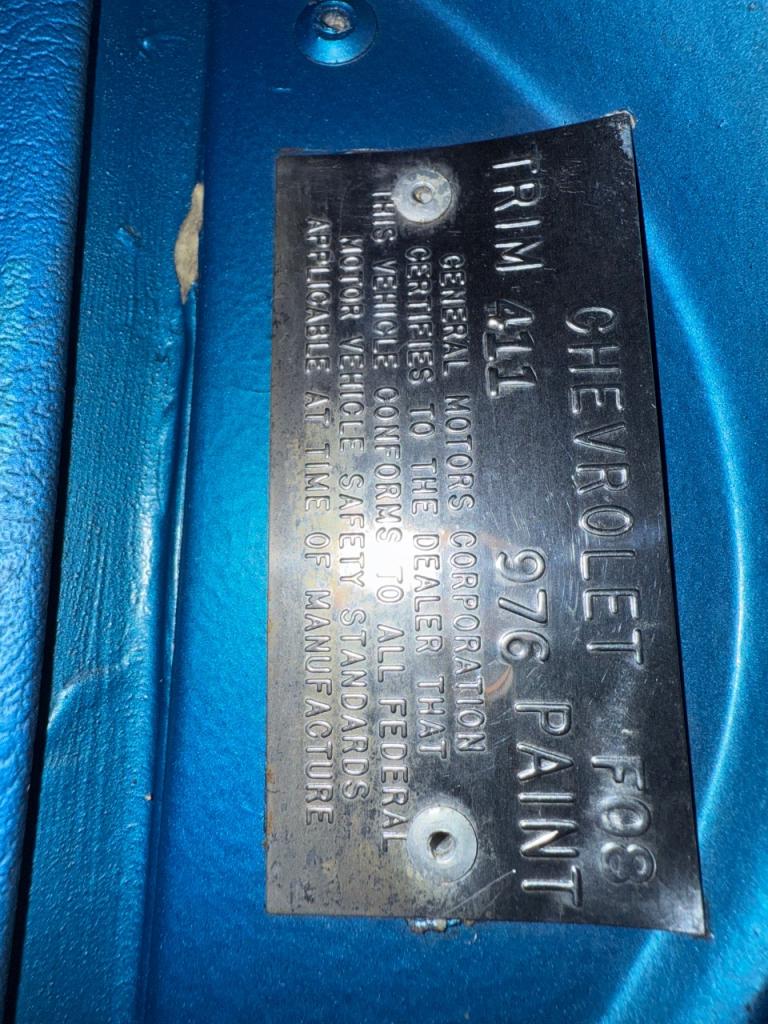 CHEVROLET F08
TRIM 411 976 PAINT
GENERAL MOTORS CORPORATION
CERTIFIES TO THE DEALER THAT
THIS VEHICLE CONFORMS TO ALL FEDERAL
MOTOR VEHICLE SAFETY STANDARDS
APPLICABLE AT TIME OF MANUFACTURE